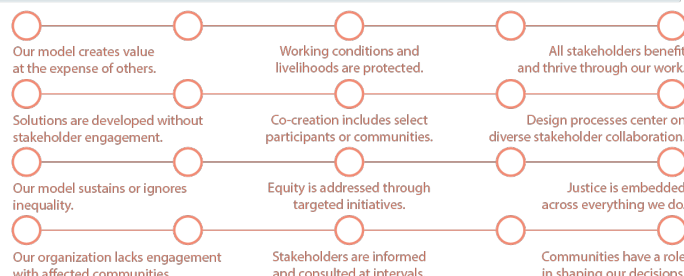 Our model creates value
at the expense of others.
Working conditions and
livelihoods are protected.
All stakeholders benefit
and thrive through our work.
Solutions are developed without
stakeholder engagement.
Co-creation includes select
participants or communities.
Design processes center on
diverse stakeholder collaboration.
Our model sustains or ignores
inequality.
Equity is addressed through
targeted initiatives.
Justice is embedded
across everything we do.
Our organization lacks engagement
with affected communities
Stakeholders are informed
and consulted at intervals
Communities have a role
in shaping our decisions